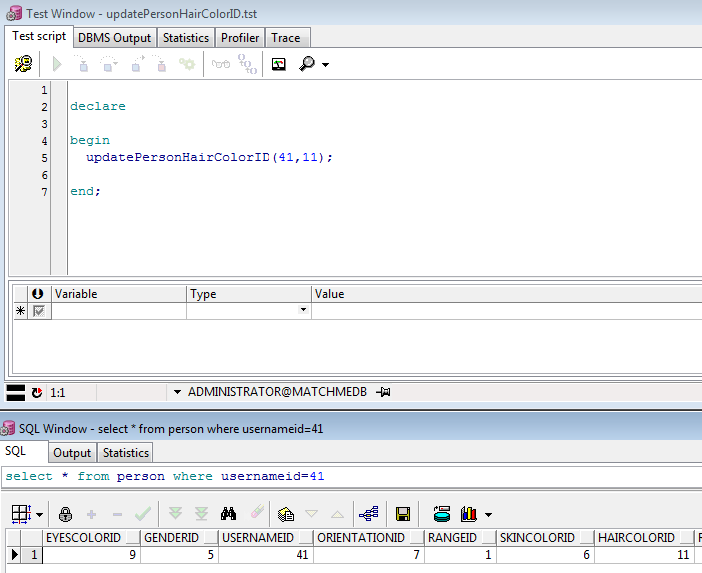 Test Window - updatePersonHairColorID.tst
Test script DBMS Output Statistics Profiler Trace
1
2 declare
3
4 begin
5 updatePersonHairColorID(41,11);
6
7 end;
Variable Type Value
1:1 ADMINISTRATOR@MATCHMEDB
SQL Window - select * from person where usernameid=41
SQL Output Statistics
select * from person where usernameid=41
EYESCOLORID GENDERID USERNAMEID ORIENTATIONID RANGEID SKINCOLORID HAIRCOLORID
1 9 5 41 7 1 6 11